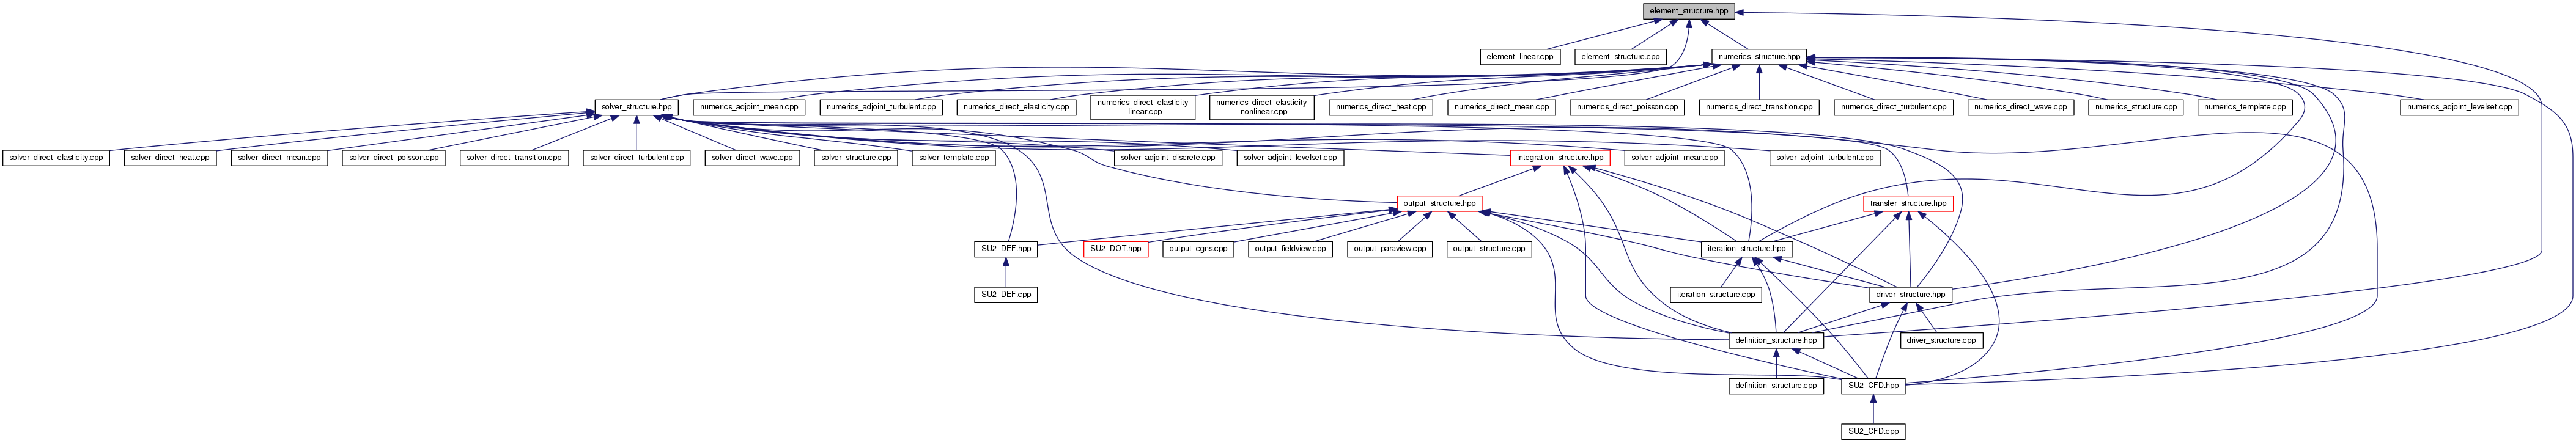 element_structure.hpp
element_linear.cpp
element_structure.cpp
numerics_structure.hpp
solver_structure.hpp
numerics_adjoint_mean.cpp
numerics_adjoint_turbulent.cpp
numerics_direct_elasticity.cpp
numerics_direct_elasticity
_linear.cpp
numerics_direct_elasticity
_nonlinear.cpp
numerics_direct_heat.cpp
numerics_direct_mean.cpp
numerics_direct_poisson.cpp
numerics_direct_transition.cpp
numerics_direct_turbulent.cpp
numerics_direct_wave.cpp
numerics_structure.cpp
numerics_template.cpp
numerics_adjoint_levelset.cpp
solver_direct_elasticity.cpp
solver_direct_heat.cpp
solver_direct_mean.cpp
solver_direct_poisson.cpp
solver_direct_transition.cpp
solver_direct_turbulent.cpp
solver_direct_wave.cpp
solver_structure.cpp
solver_template.cpp
solver_adjoint_discrete.cpp
solver_adjoint_levelset.cpp
integration_structure.hpp
solver_adjoint_mean.cpp
solver_adjoint_turbulent.cpp
output_structure.hpp
transfer_structure.hpp
SU2_DEF.hpp
SU2_DOT.hpp
output_cgns.cpp
output_fieldview.cpp
output_paraview.cpp
output_structure.cpp
iteration_structure.hpp
SU2_DEF.cpp
iteration_structure.cpp
driver_structure.hpp
definition_structure.hpp
driver_structure.cpp
definition_structure.cpp
SU2_CFD.hpp
SU2_CFD.cpp